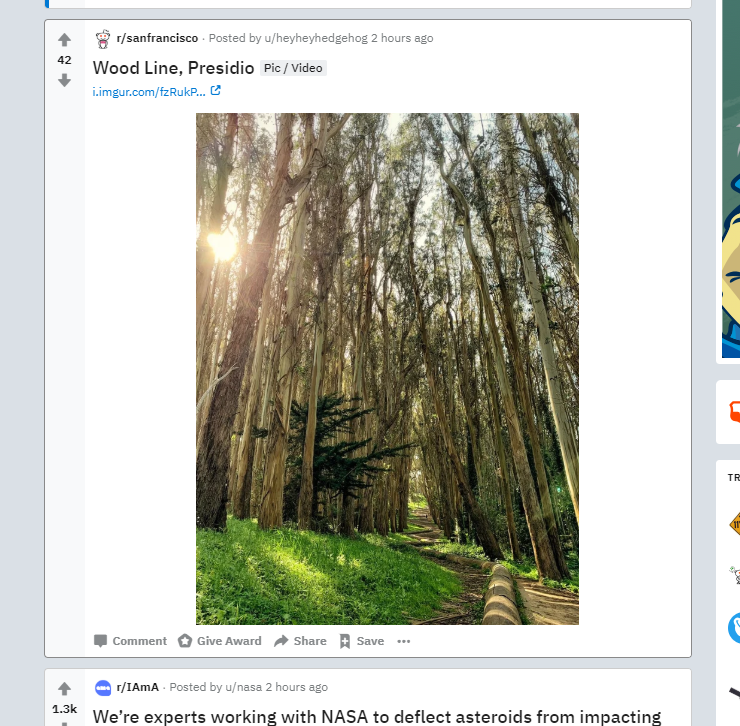 r/sanfrancisco · Posted by u/heyheyhedgehog 2 hours ago
42
Wood Line, Presidio Pic / Video
i.imgur.com/fzRukP...
Comment Give Award Share Save ...
r/IAmA · Posted by u/nasa 2 hours ago
1.3k
We're experts working with NASA to deflect asteroids from impacting
TR